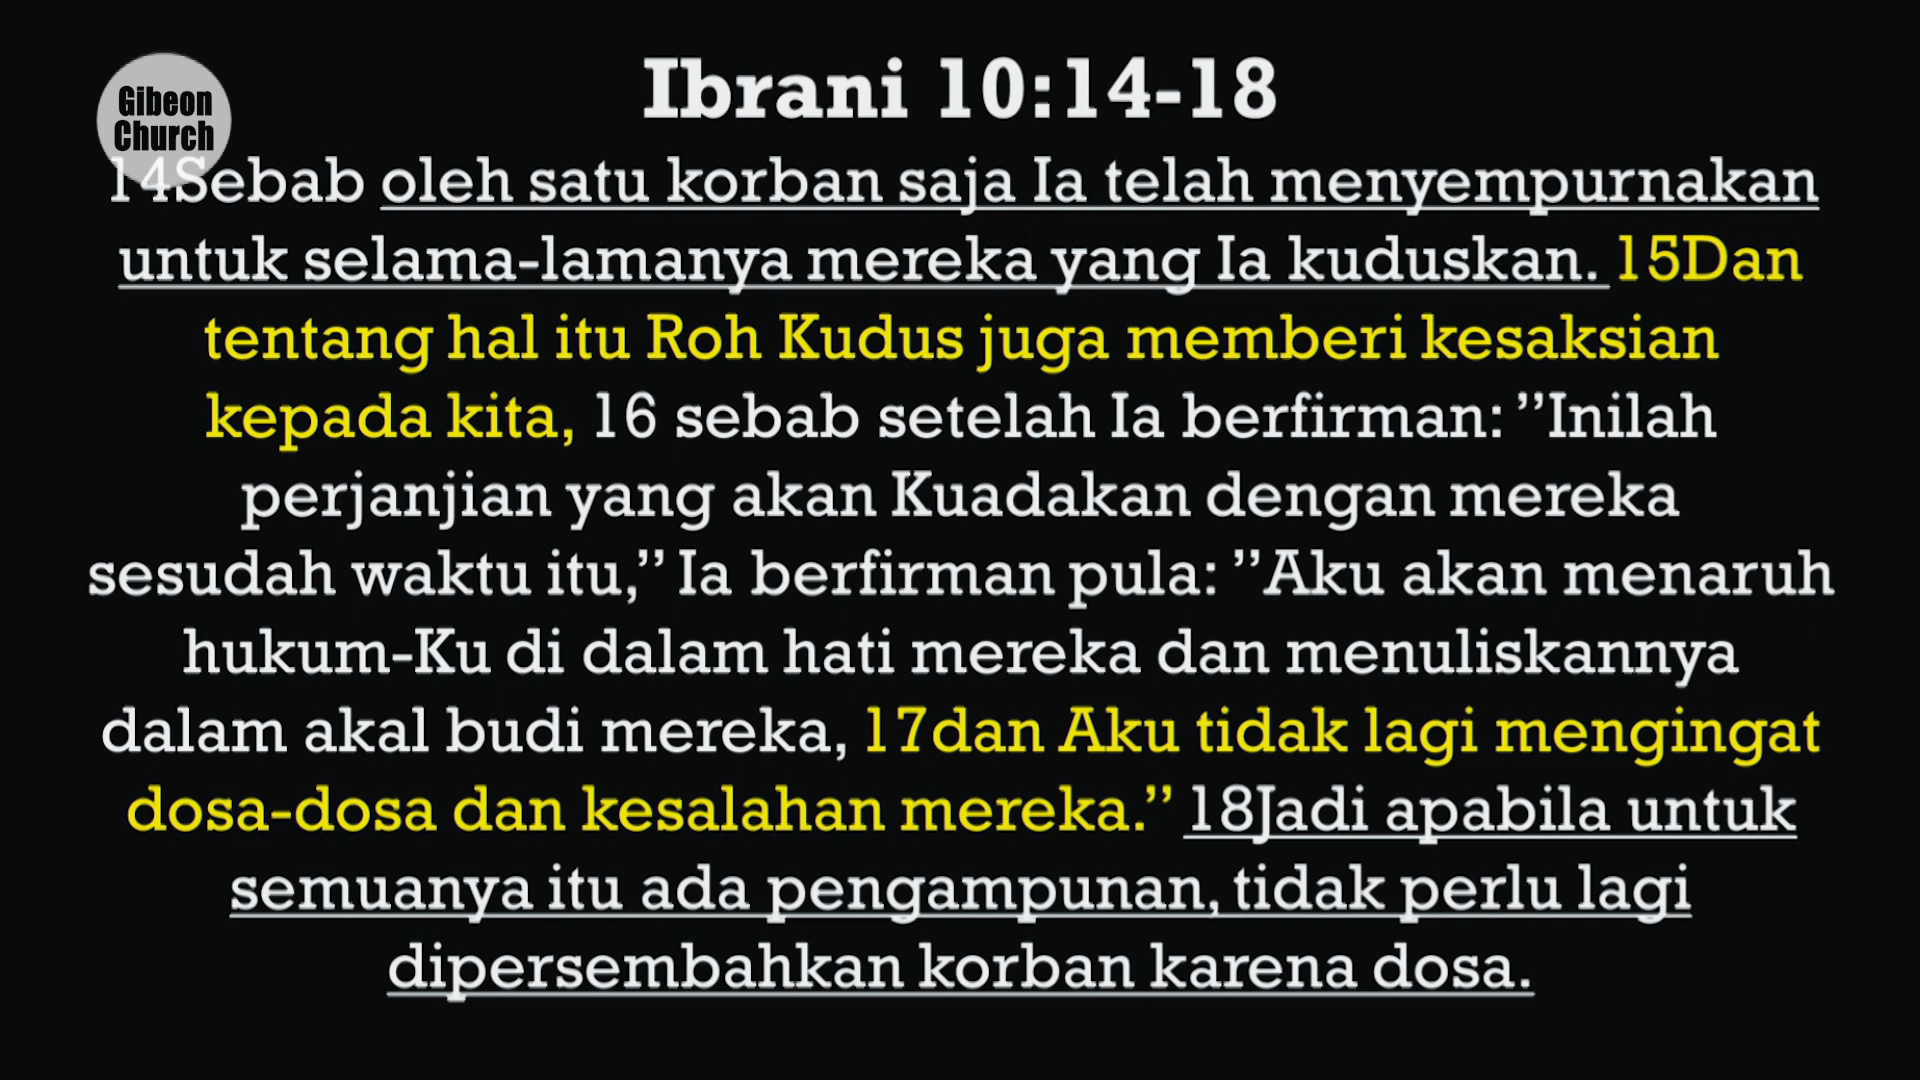 Gibeon
Church
Ibrani 10:14-18
14Sebab oleh satu korban saja Ia telah menyempurnakan
untuk selama-lamanya mereka yang Ia kuduskan. 15Dan
tentang hal itu Roh Kudus juga memberi kesaksian
kepada kita, 16 sebab setelah Ia berfirman: ”Inilah
perjanjian yang akan Kuadakan dengan mereka
sesudah waktu itu,” Ia berfirman pula: ”Aku akan menaruh
hukum-Ku di dalam hati mereka dan menuliskannya
dalam akal budi mereka, 17dan Aku tidak lagi mengingat
dosa-dosa dan kesalahan mereka.” 18Jadi apabila untuk
semuanya itu ada pengampunan, tidak perlu lagi
dipersembahkan korban karena dosa.